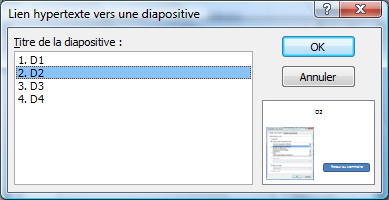 Lien hypertexte vers une diapositive
Titre de la diapositive :
1. D1
2. D2
3. D3
4. D4
OK
Annuler
D2